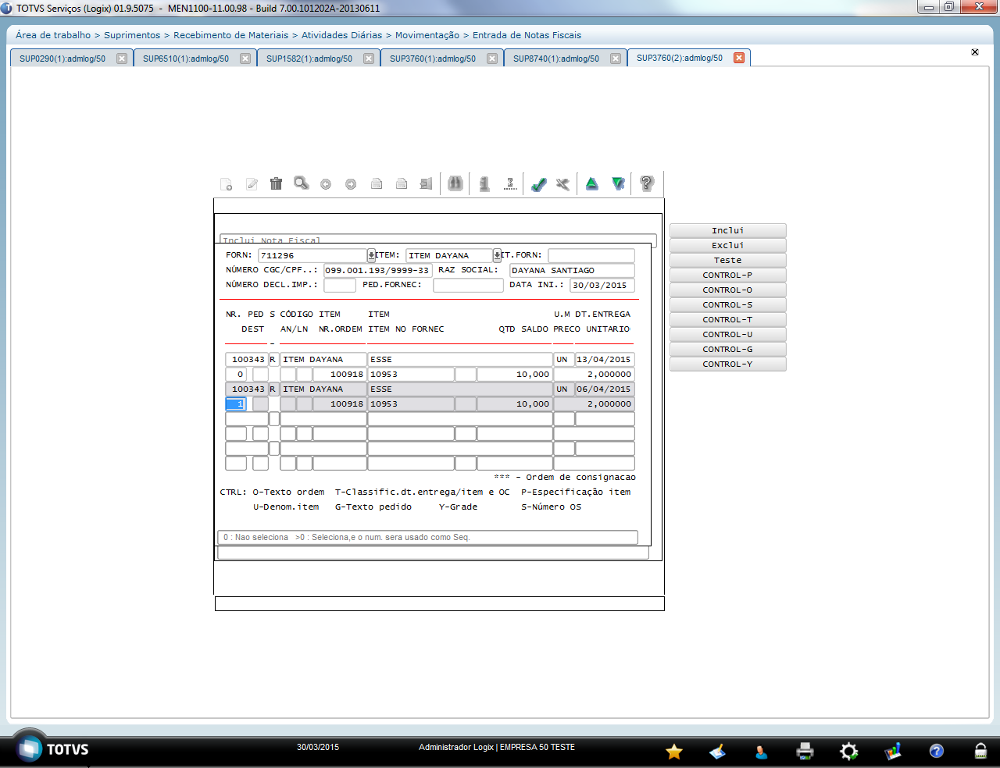 TOTVS Serviços (Logix) 01.9.5075 - MEN1100-11.00.98 - Build 7.00.101202A-20130611
Área de trabalho > Suprimentos > Recebimento de Materiais > Atividades Diárias > Movimentação > Entrada de Notas Fiscais
SUP0290(1):admlog/50 SUP6510(1):admlog/50 SUP1582(1):admlog/50 SUP3760(1):admlog/50 SUP8740(1):admlog/50 SUP3760(2):admlog/50
Inclui Nota Fiscal
FORN: 711296 ITEM: ITEM DAYANA IT.FORN:
NÚMERO CGC/CPF..: 099.001.193/9999-33 RAZ SOCIAL: DAYANA SANTIAGO
NÚMERO DECL.IMP.: PED.FORNEC: DATA INI.: 30/03/2015
NR. PED S CÓDIGO ITEM ITEM U.M DT.ENTREGA
DEST AN/LN NR.ORDEM ITEM NO FORNEC QTD SALDO PRECO UNITARIO
100343 R ITEM DAYANA ESSE UN 13/04/2015
0 100918 10953 10,000 2,000000
100343 R ITEM DAYANA ESSE UN 06/04/2015
1 100918 10953 10,000 2,000000
*** - Ordem de consignacao
CTRL: O-Texto ordem T-Classific.dt.entrega/item e OC P-Especificação item
U-Denom.item G-Texto pedido Y-Grade S-Número OS
0 : Nao seleciona >0 : Seleciona,e o num. sera usado como Seq.
Inclui
Exclui
Teste
CONTROL-P
CONTROL-O
CONTROL-S
CONTROL-T
CONTROL-U
CONTROL-G
CONTROL-Y
TOTVS 30/03/2015 Administrador Logix | EMPRESA 50 TESTE